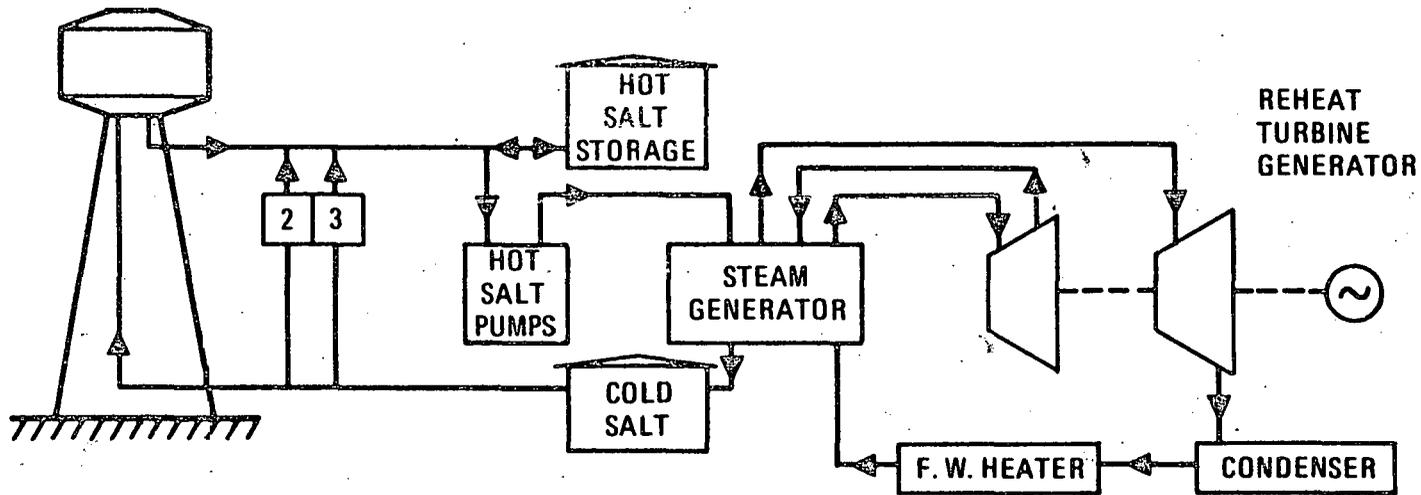 HOT
SALT
STORAGE
REHEAT
TURBINE
GENERATOR
2 3
HOT
SALT
PUMPS
STEAM
GENERATOR
COLD
SALT
F. W. HEATER
CONDENSER